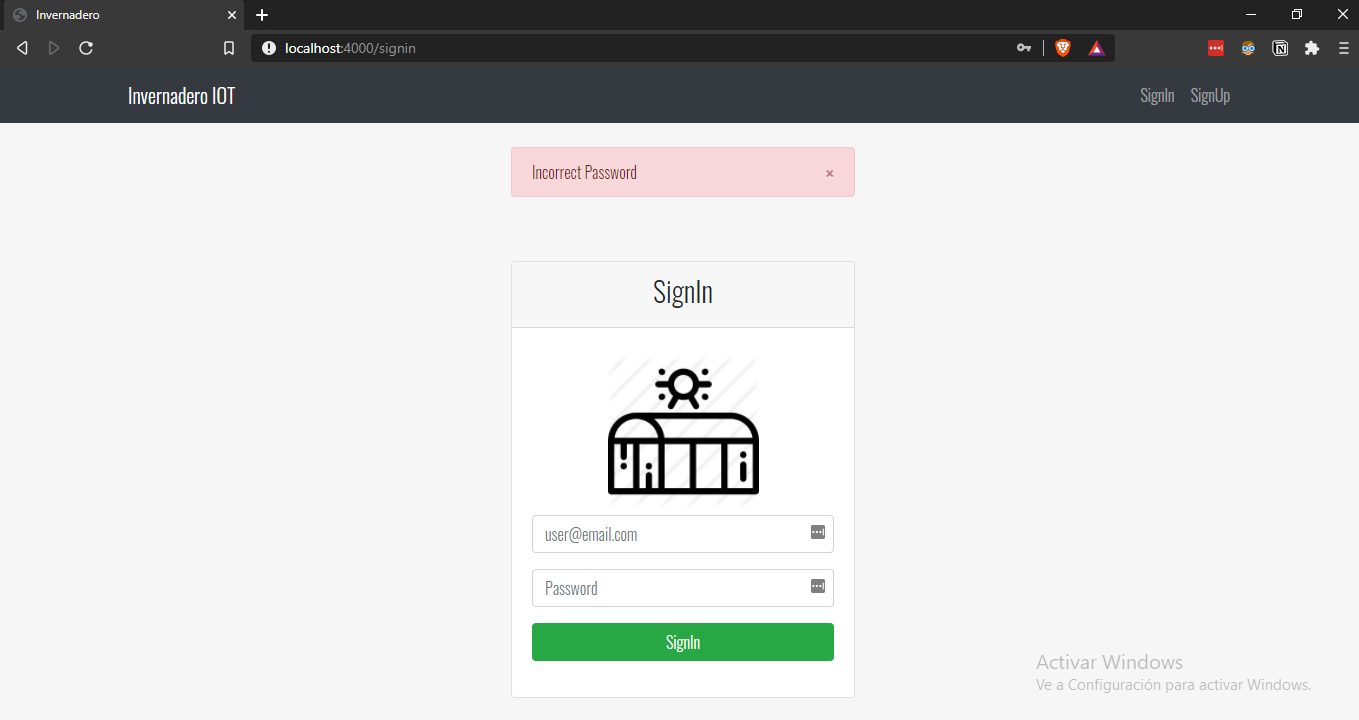 Invernadero
localhost:4000/signin
Invernadero IOT
SignIn SignUp
Incorrect Password ×
SignIn
user@email.com
Password
SignIn
Activar Windows
Ve a Configuración para activar Windows.